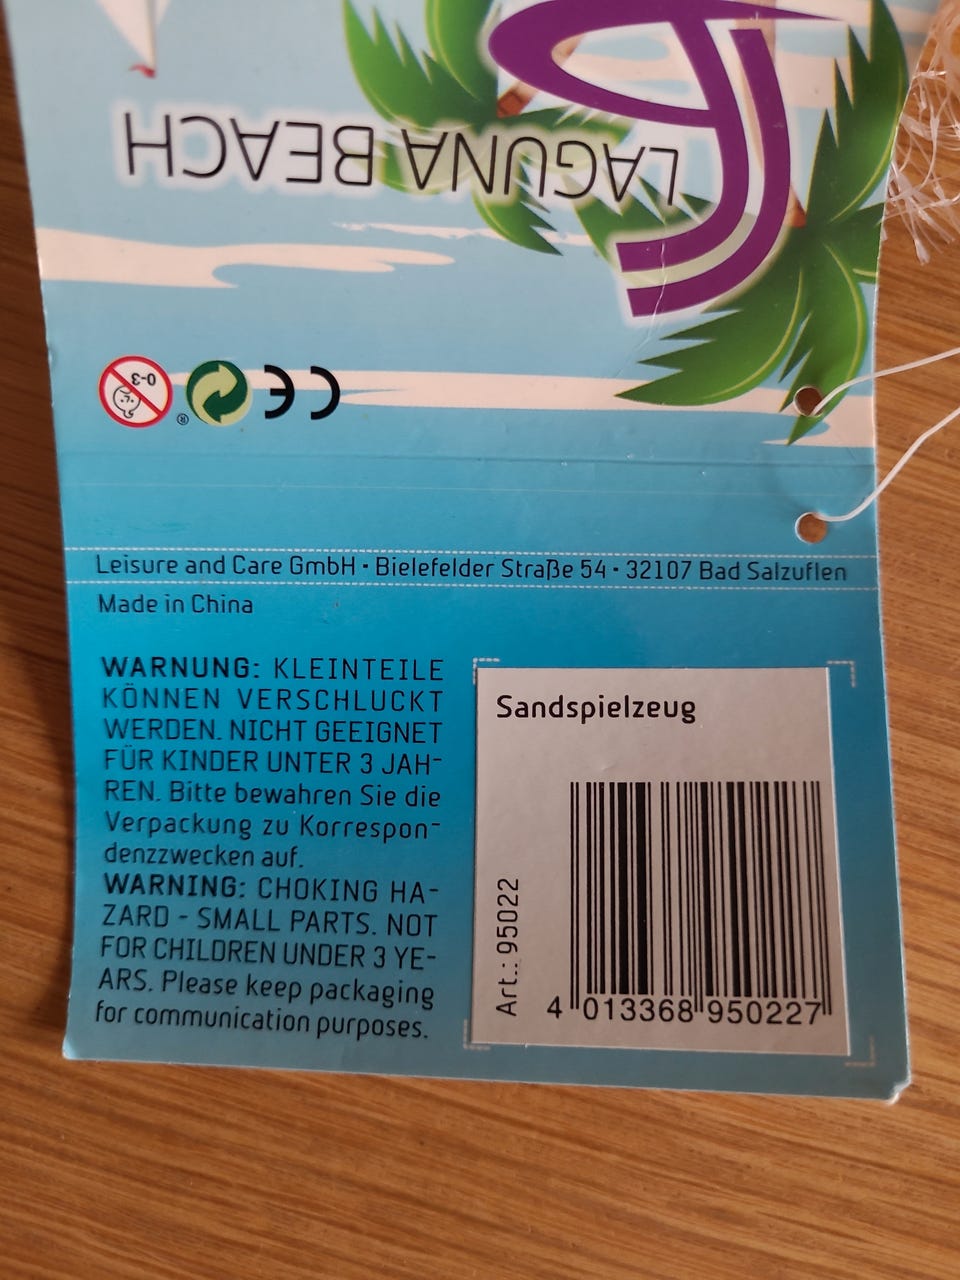 LAGUNA BEACH
CE
®
0-3
Leisure and Care GmbH · Bielefelder Straße 54 · 32107 Bad Salzuflen
Made in China
WARNUNG: KLEINTEILE
KÖNNEN VERSCHLUCKT
WERDEN. NICHT GEEIGNET
FÜR KINDER UNTER 3 JAH-
REN. Bitte bewahren Sie die
Verpackung zu Korrespon-
denzzwecken auf.
WARNING: CHOKING HA-
ZARD - SMALL PARTS. NOT
FOR CHILDREN UNDER 3 YE-
ARS. Please keep packaging
for communication purposes.
Sandspielzeug
Art.: 95022
4 013368 950227